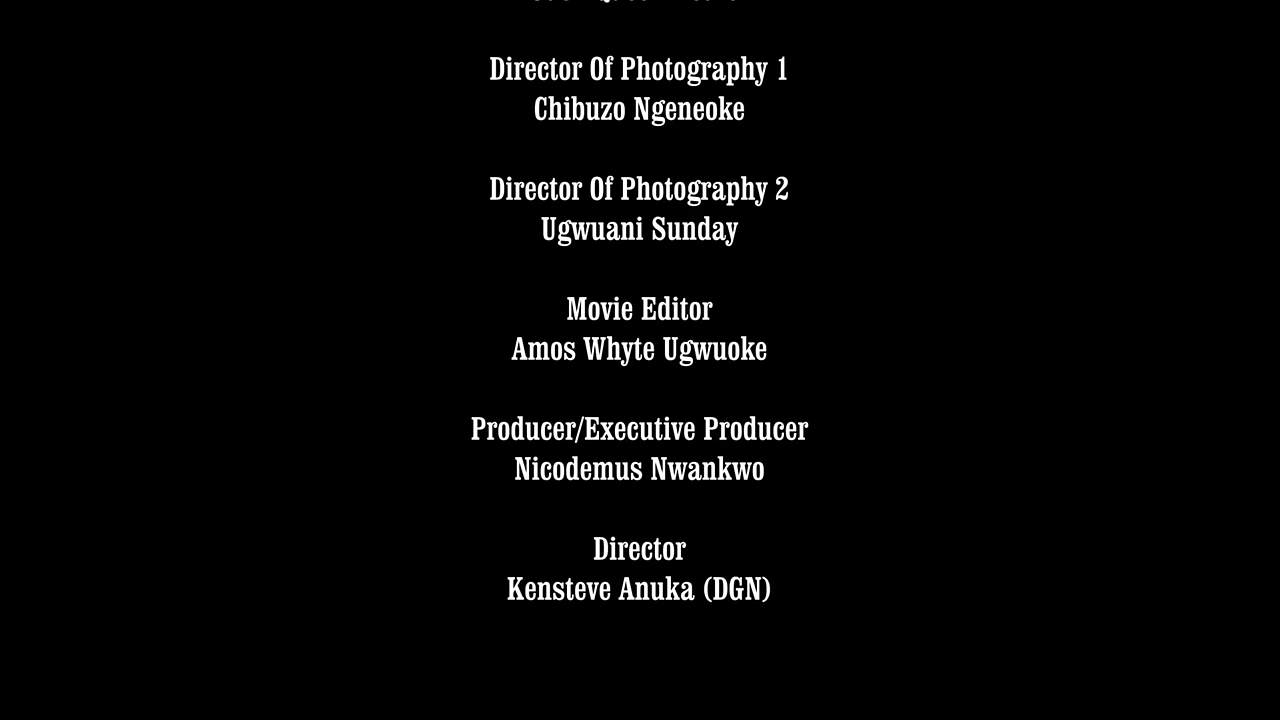 Director Of Photography 1
Chibuzo Ngeneoke
Director Of Photography 2
Ugwuani Sunday
Movie Editor
Amos Whyte Ugwuoke
Producer/Executive Producer
Nicodemus Nwankwo
Director
Kensteve Anuka (DGN)